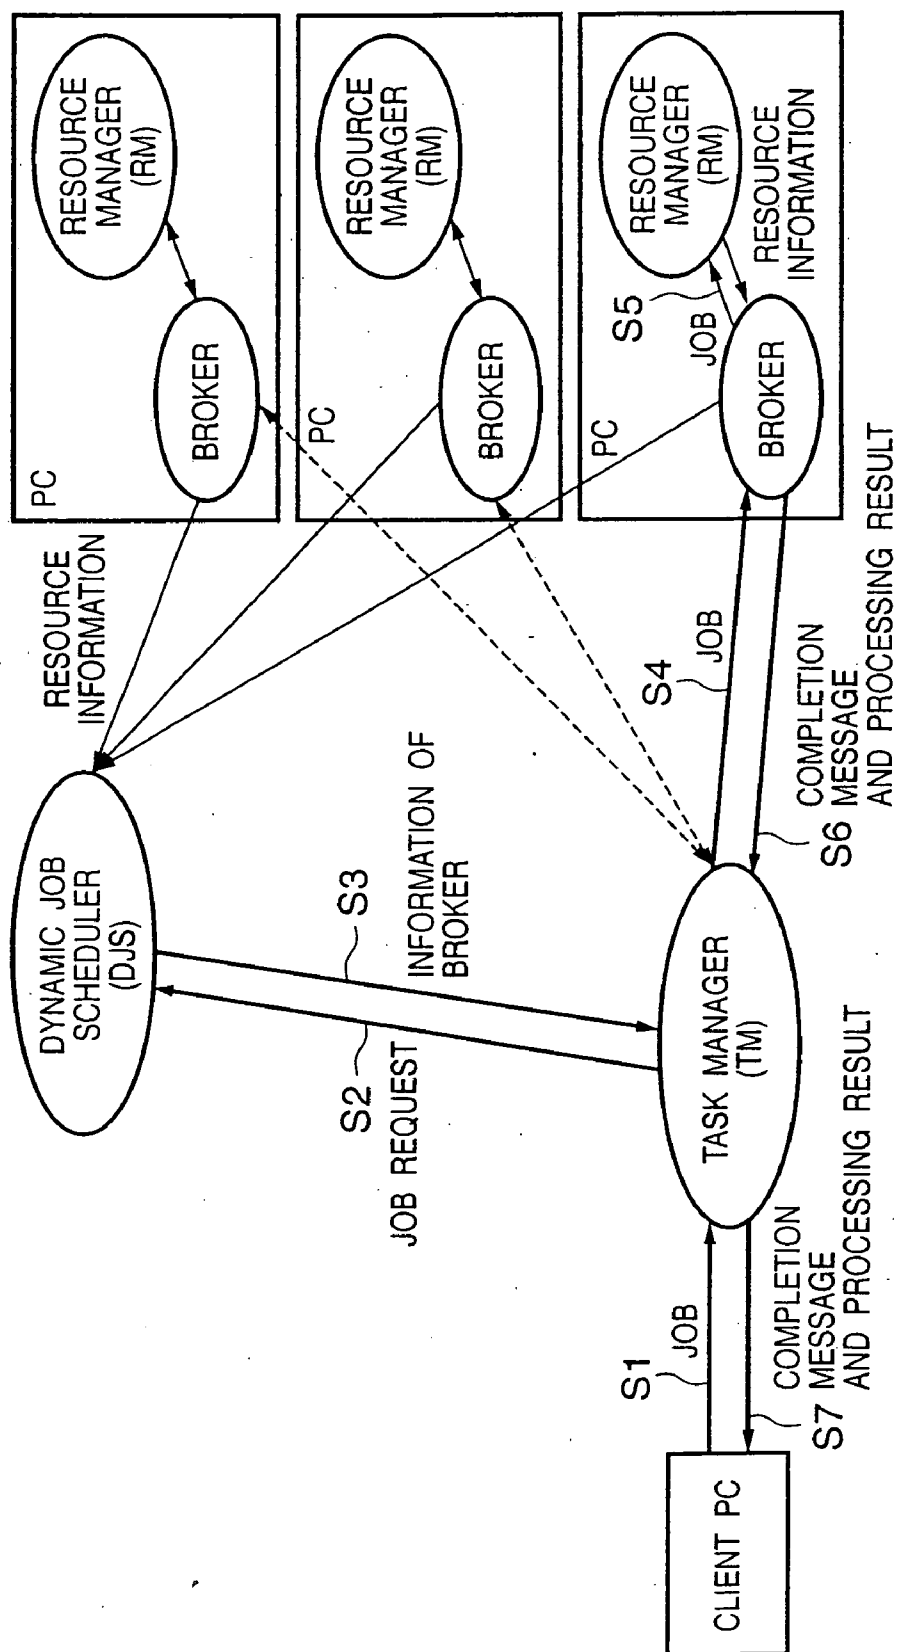 PC
RESOURCE
MANAGER
(RM)
BROKER
PC
RESOURCE
MANAGER
(RM)
BROKER
PC
RESOURCE
MANAGER
(RM)
S5
JOB
RESOURCE
INFORMATION
BROKER
RESOURCE
INFORMATION
DYNAMIC JOB
SCHEDULER
(DJS)
S3
INFORMATION OF
BROKER
S2
JOB REQUEST
S4
JOB
S6
COMPLETION
MESSAGE
AND PROCESSING RESULT
TASK MANAGER
(TM)
S1
JOB
S7
COMPLETION
MESSAGE
AND PROCESSING RESULT
CLIENT PC